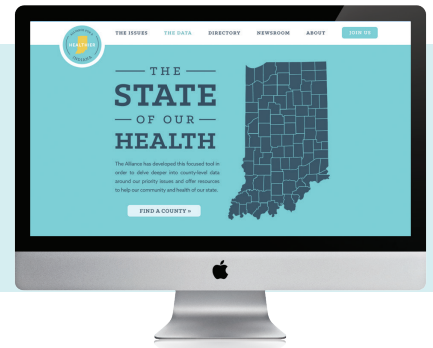 THE ISSUES THE DATA DIRECTORY NEWSROOM ABOUT JOIN US
HEALTHIER
INDIANA
THE
STATE
OF OUR
HEALTH
The Alliance has developed this focused tool in
order to delve deeper into county-level data
around our priority issues and offer resources
to help our community and health of our state.
FIND A COUNTY »